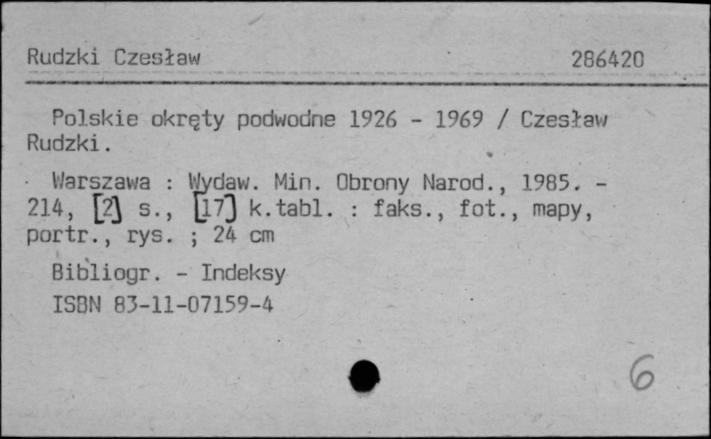 Rudzki Czesław 286420
Polskie okręty podwodne 1926 - 1969 / Czesław
Rudzki.
Warszawa : Wydaw. Min. Obrony Narod., 1985. -
214, [2] s., [17] k.tabl. : faks., fot., mapy,
portr., rys. ; 24 cm
Bibliogr. - Indeksy
ISBN 83-11-07159-4
6